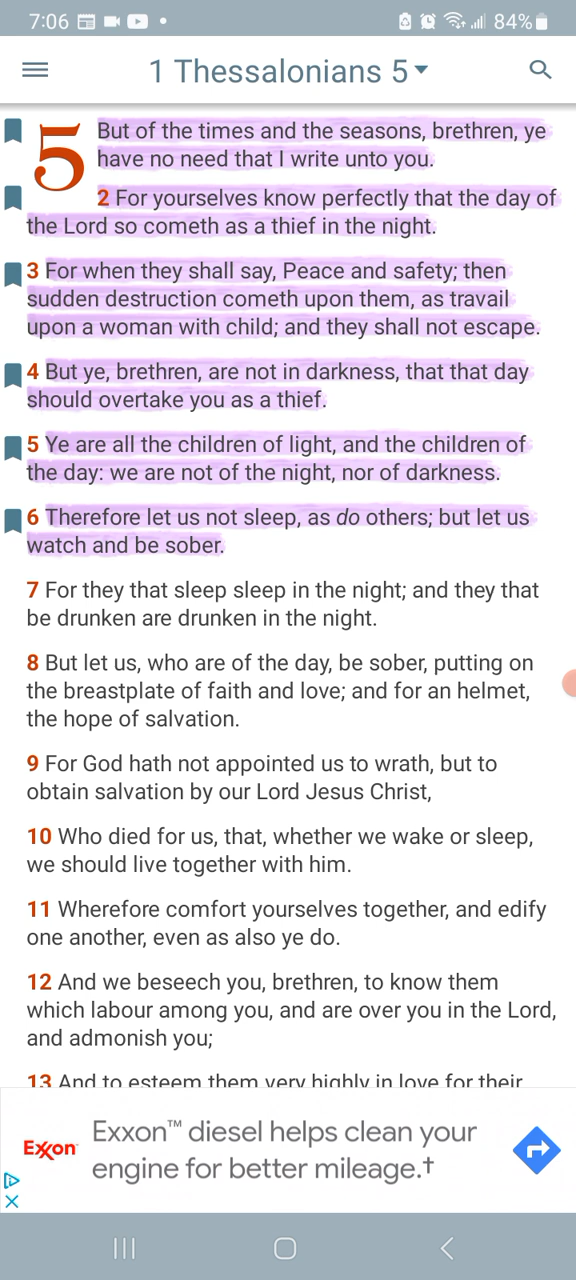 7:06
84%
1 Thessalonians 5
5 But of the times and the seasons, brethren, ye
have no need that I write unto you.
2 For yourselves know perfectly that the day of
the Lord so cometh as a thief in the night.
3 For when they shall say, Peace and safety; then
sudden destruction cometh upon them, as travail
upon a woman with child; and they shall not escape.
4 But ye, brethren, are not in darkness, that that day
should overtake you as a thief.
5 Ye are all the children of light, and the children of
the day: we are not of the night, nor of darkness.
6 Therefore let us not sleep, as do others; but let us
watch and be sober.
7 For they that sleep sleep in the night; and they that
be drunken are drunken in the night.
8 But let us, who are of the day, be sober, putting on
the breastplate of faith and love; and for an helmet,
the hope of salvation.
9 For God hath not appointed us to wrath, but to
obtain salvation by our Lord Jesus Christ,
10 Who died for us, that, whether we wake or sleep,
we should live together with him.
11 Wherefore comfort yourselves together, and edify
one another, even as also ye do.
12 And we beseech you, brethren, to know them
which labour among you, and are over you in the Lord,
and admonish you;
13 And to esteem them very highly in love for their
Exxon
Exxon™ diesel helps clean your
engine for better mileage.†